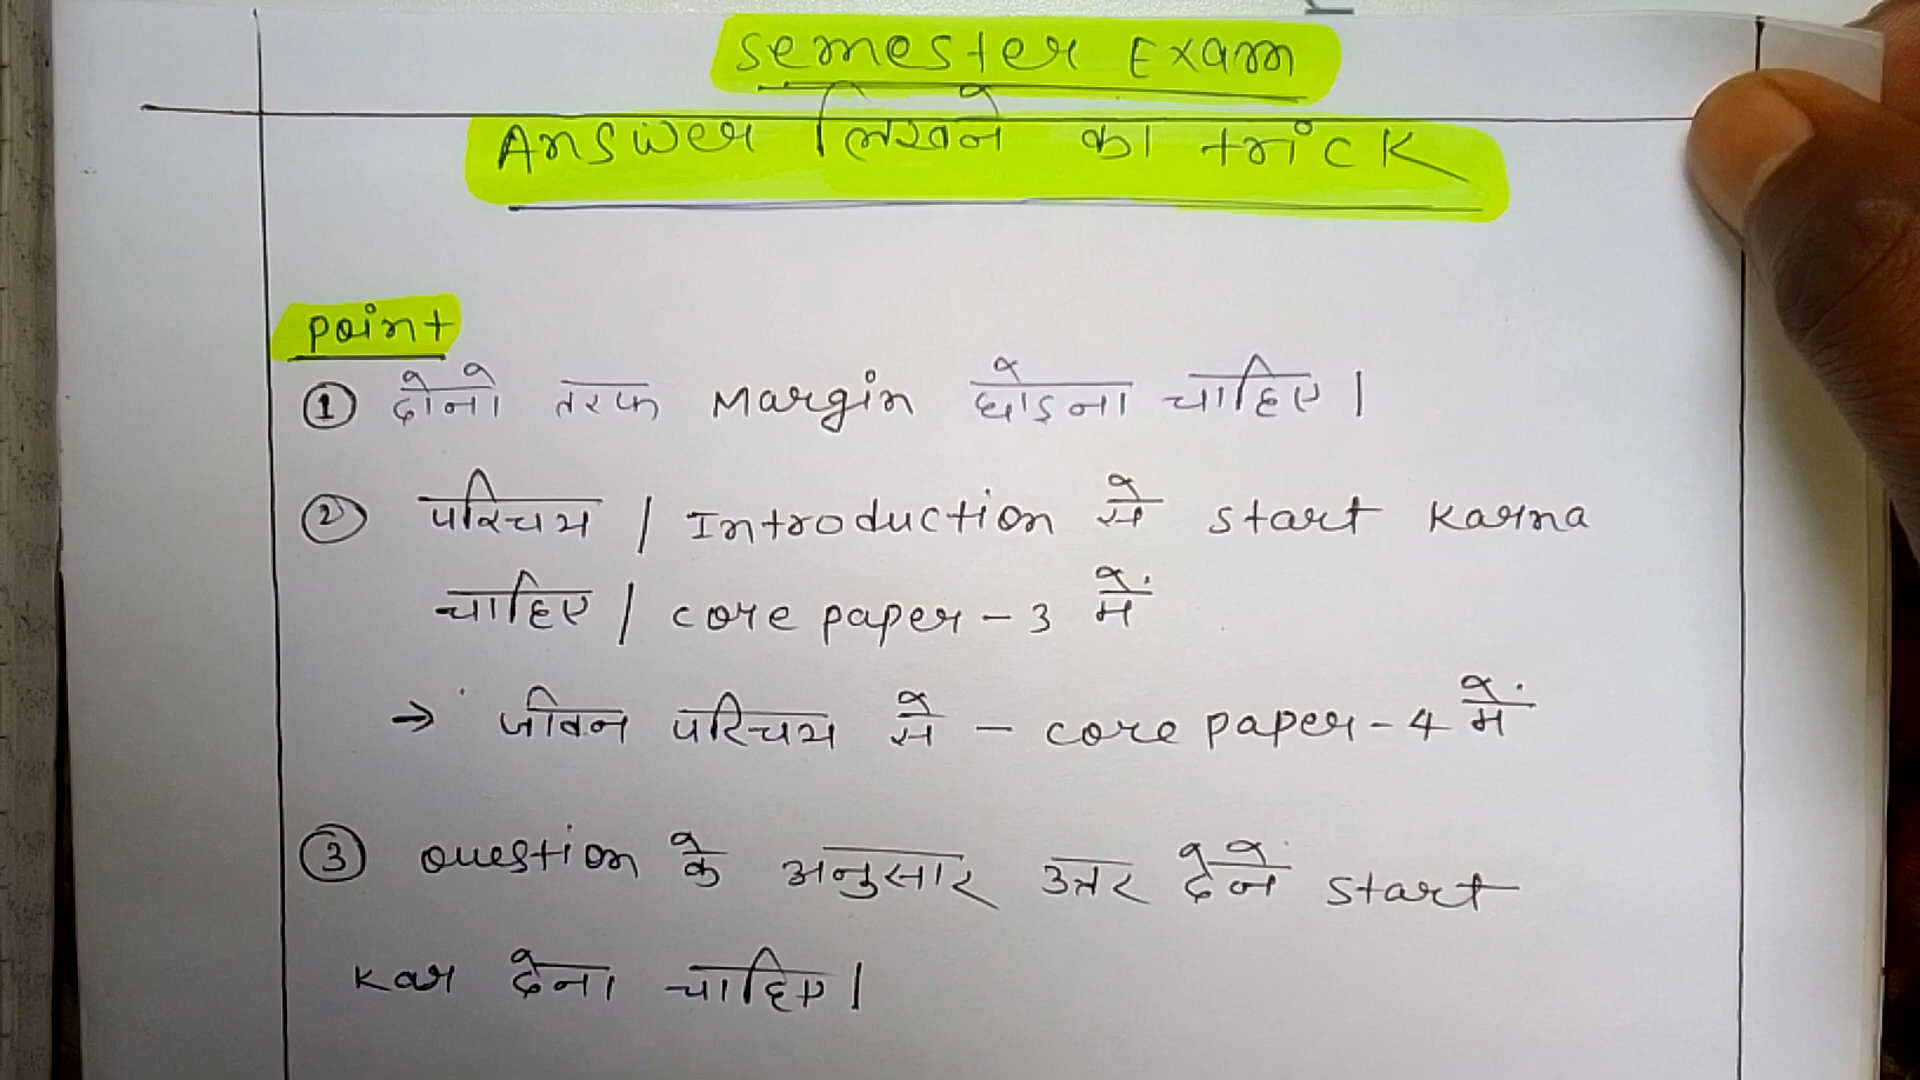 Semester Exam
Answer लिखने का trick
Point
① दोनो तरफ Margin छोड़ना चाहिए।
② परिचय / Introduction से start Karna
चाहिए / core paper - 3 में
→ जीवन परिचय से - core paper - 4 में
③ Question के अनुसार उत्तर देने start
Kar देना चाहिए।